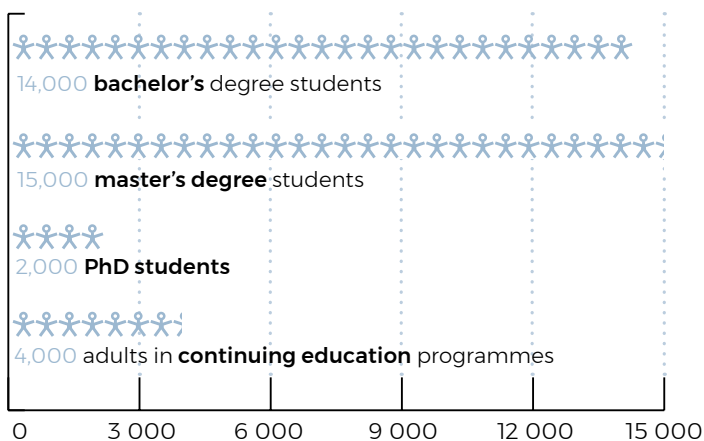 14,000 bachelor's degree students
15,000 master's degree students
2,000 PhD students
4,000 adults in continuing education programmes
0 3 000 6 000 9 000 12 000 15 000